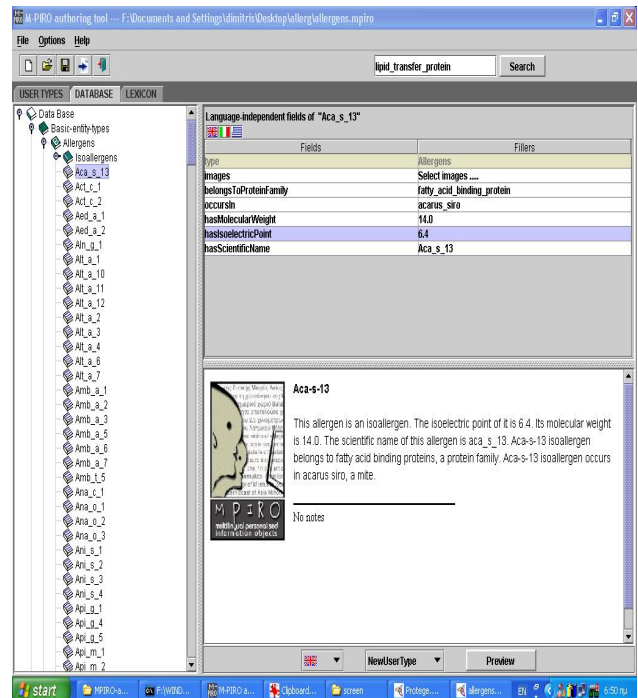 M-PIRO authoring tool --- F:\Documents and Settings\dimitris\Desktop\allerg\allergens.mpiro
File Options Help
lipid_transfer_protein Search
USER TYPES DATABASE LEXICON
Data Base
Basic-entity-types
Allergens
Isoallergens
Aca_s_13
Act_c_1
Act_c_2
Aed_a_1
Aed_a_2
Aln_g_1
Alt_a_1
Alt_a_10
Alt_a_11
Alt_a_12
Alt_a_2
Alt_a_3
Alt_a_4
Alt_a_6
Alt_a_7
Amb_a_1
Amb_a_2
Amb_a_3
Amb_a_5
Amb_a_6
Amb_a_7
Amb_t_5
Ana_c_1
Ana_o_1
Ana_o_2
Ana_o_3
Ani_s_1
Ani_s_2
Ani_s_3
Ani_s_4
Api_g_1
Api_g_4
Api_g_5
Api_m_1
Api_m_2
Language-independent fields of "Aca_s_13"
Fields Fillers
type Allergens
images Select images ....
belongsToProteinFamily fatty_acid_binding_protein
occursIn acarus_siro
hasMolecularWeight 14.0
hasIsoelectricPoint 6.4
hasScientificName Aca_s_13
Aca-s-13
This allergen is an isoallergen. The isoelectric point of it is 6.4. Its molecular weight
is 14.0. The scientific name of this allergen is aca_s_13. Aca-s-13 isoallergen
belongs to fatty acid binding proteins, a protein family. Aca-s-13 isoallergen occurs
in acarus siro, a mite.
No notes
M PIRO
multilingual personalised
information objects
NewUserType Preview
start MPIRO-a... F:\WIND... M-PIRO a... Clipboard... screen Protege.... allergens... EN 6:50 πμ